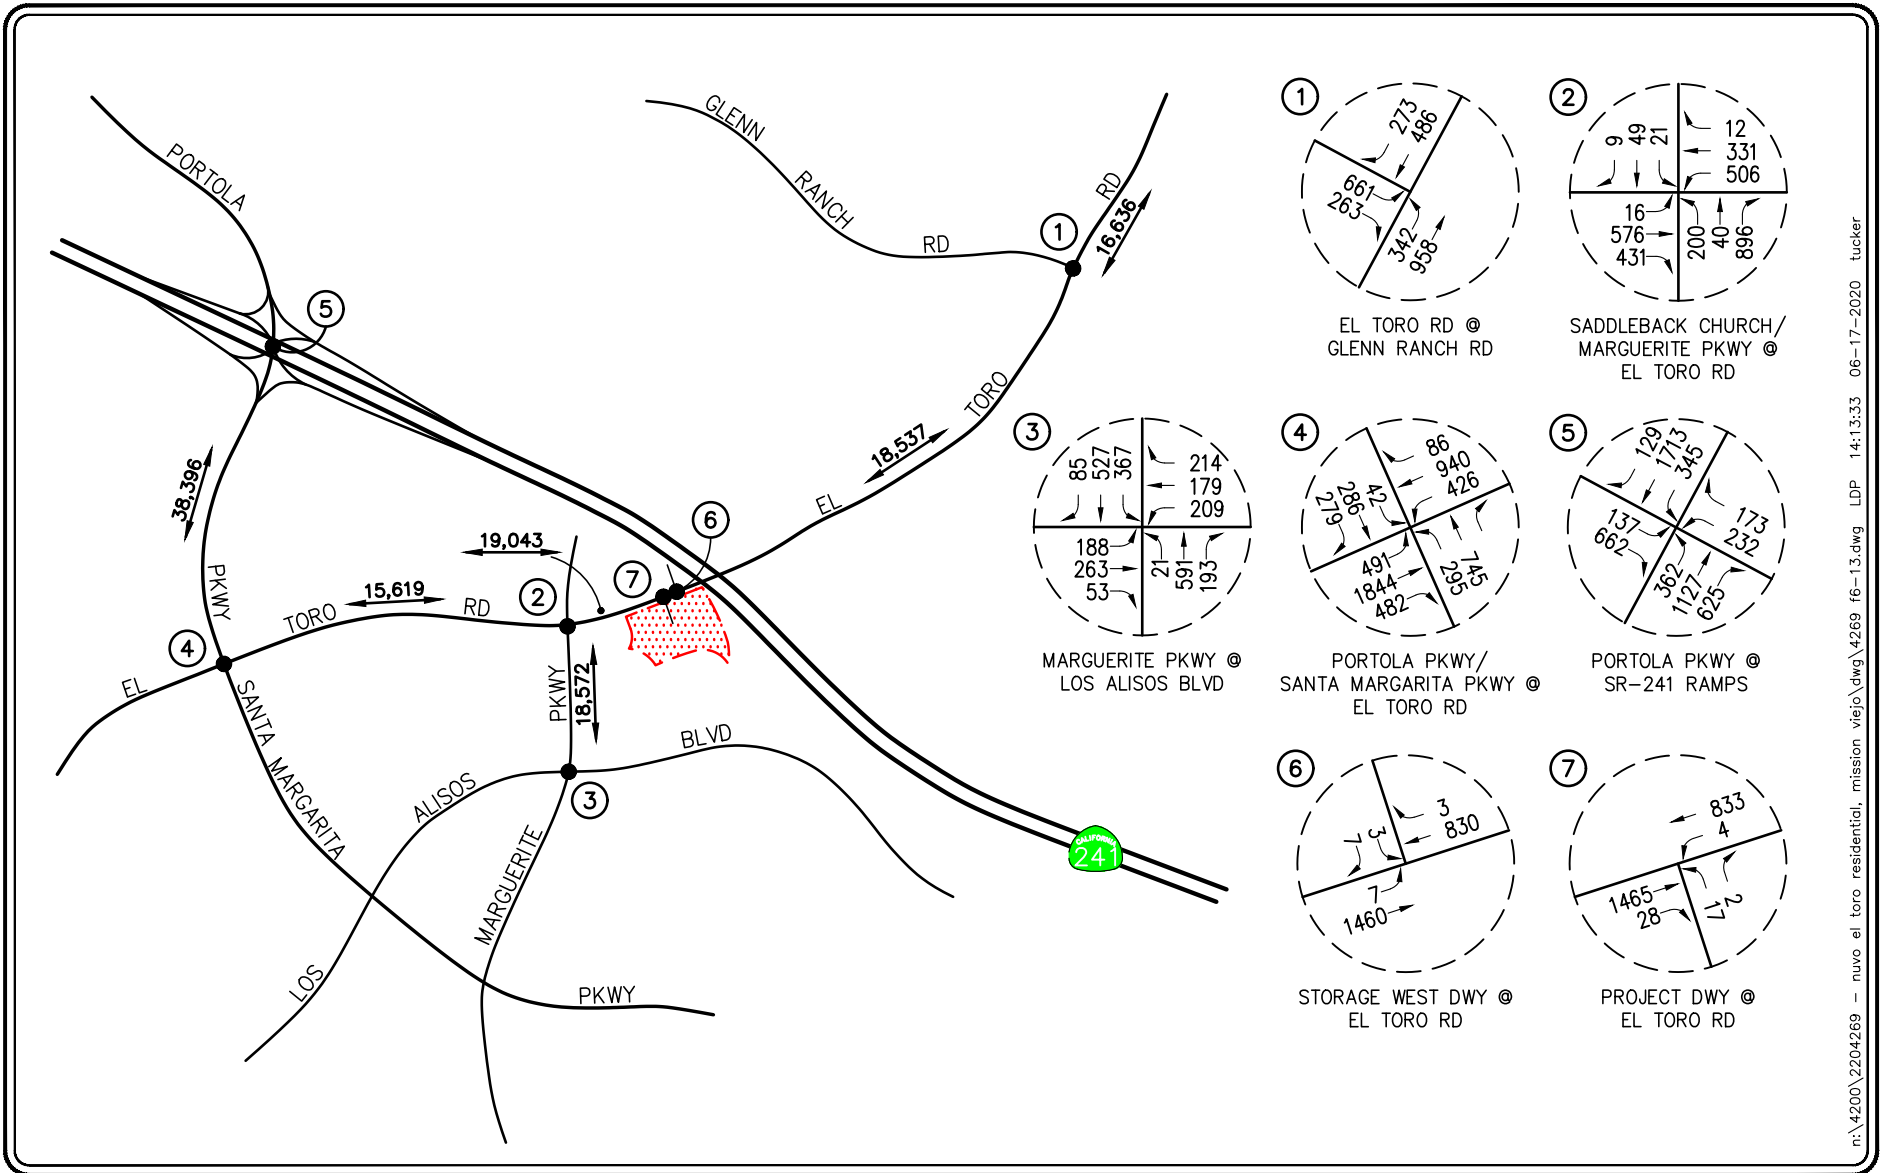 PORTOLA
PKWY
38,396
5
GLENN
RANCH
RD
1
RD
16,636
TORO
18,537
EL
6
7
19,043
2
15,619
TORO
RD
4
EL
SANTA
MARGARITA
PKWY
PKWY
18,572
3
LOS
ALISOS
BLVD
MARGUERITE
CALIFORNIA
241
1
273
486
661
263
342
958
EL TORO RD @
GLENN RANCH RD
2
9
49
21
12
331
506
16
576
431
200
40
896
SADDLEBACK CHURCH/
MARGUERITE PKWY @
EL TORO RD
3
85
527
367
214
179
209
188
263
53
21
591
193
MARGUERITE PKWY @
LOS ALISOS BLVD
4
279
286
42
86
940
426
491
1844
482
295
745
PORTOLA PKWY/
SANTA MARGARITA PKWY @
EL TORO RD
5
129
1713
345
173
232
137
662
362
1127
625
PORTOLA PKWY @
SR-241 RAMPS
6
7
3
3
830
7
1460
STORAGE WEST DWY @
EL TORO RD
7
833
4
1465
28
17
2
PROJECT DWY @
EL TORO RD
n:\4200\2204269 - nuvo el toro residential, mission viejo\dwg\4269 f6-13.dwg LDP 14:13:33 06-17-2020 tucker